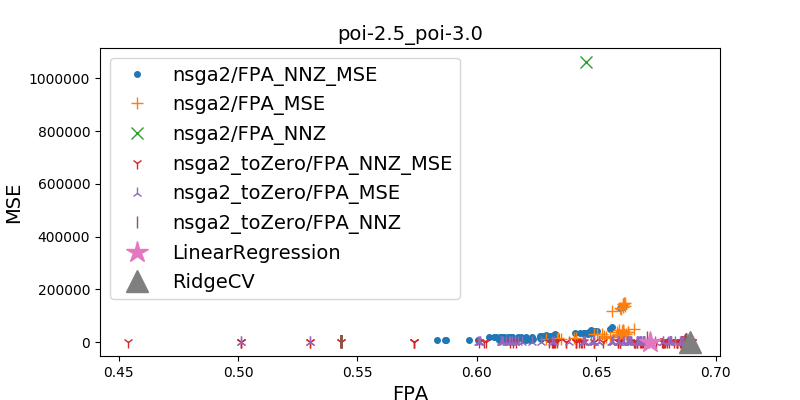 poi-2.5_poi-3.0
MSE
1000000
800000
600000
400000
200000
0
nsga2/FPA_NNZ_MSE
nsga2/FPA_MSE
nsga2/FPA_NNZ
nsga2_toZero/FPA_NNZ_MSE
nsga2_toZero/FPA_MSE
nsga2_toZero/FPA_NNZ
LinearRegression
RidgeCV
0.45 0.50 0.55 0.60 0.65 0.70
FPA